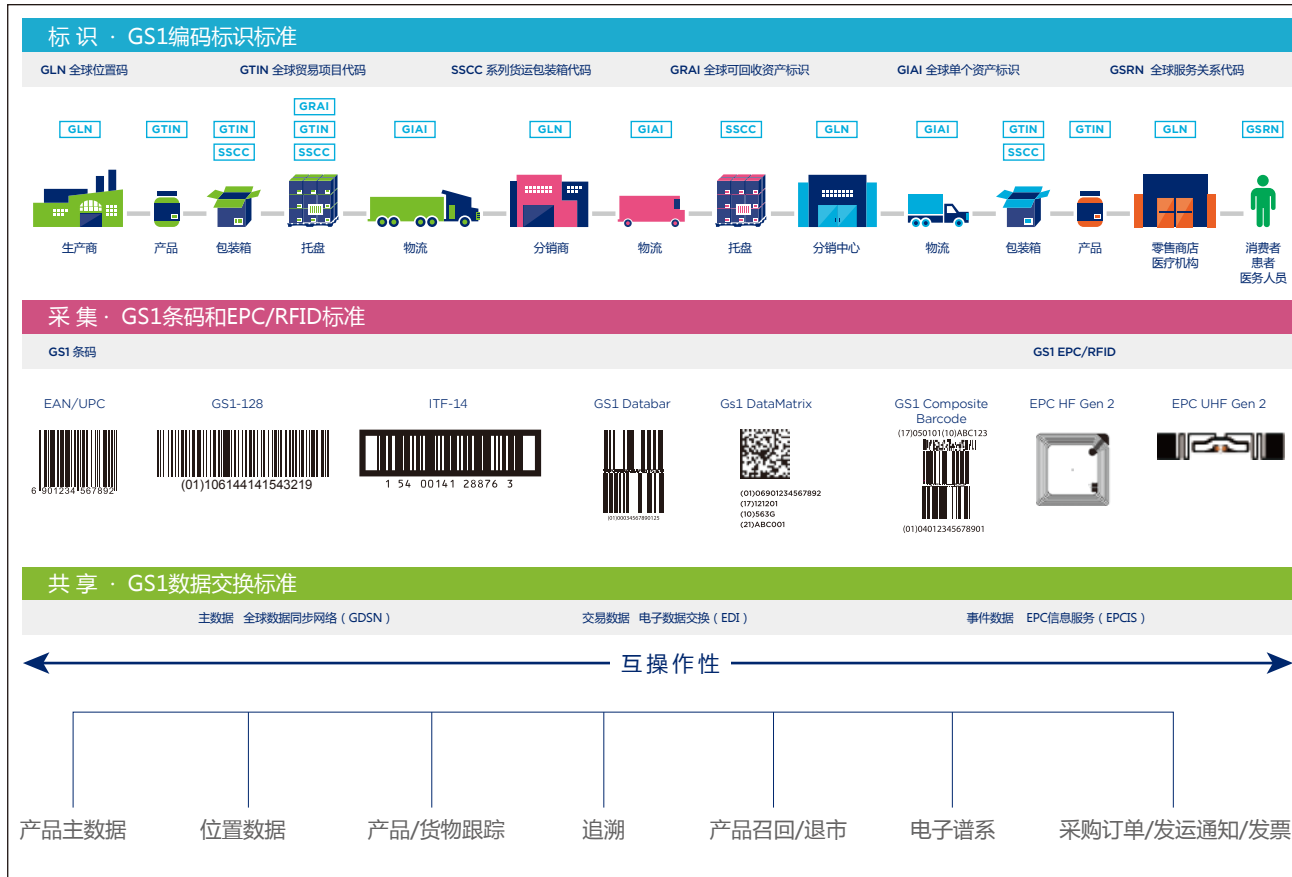 标 识 · GS1编码标识标准
GLN 全球位置码 GTIN 全球贸易项目代码 SSCC 系列货运包装箱代码 GRAI 全球可回收资产标识 GIAI 全球单个资产标识 GSRN 全球服务关系代码
GRAI
GLN GTIN GTIN GTIN GIAI GLN GIAI SSCC GLN GIAI GTIN GTIN GLN GSRN
SSCC SSCC SSCC
生产商 产品 包装箱 托盘 物流 分销商 物流 托盘 分销中心 物流 包装箱 产品 零售商店 消费者
医疗机构 患者
医务人员
采 集 · GS1条码和EPC/RFID标准
GS1 条码 GS1 EPC/RFID
EAN/UPC GS1-128 ITF-14 GS1 Databar Gs1 DataMatrix GS1 Composite EPC HF Gen 2 EPC UHF Gen 2
Barcode
(17)050101(10)ABC123
6 901234 567892
(01)106144141543219
1 54 00141 28876 3
(01)00034567890125
(01)06901234567892
(17)121201
(10)563G
(21)ABC001
(01)04012345678901
共 享 · GS1数据交换标准
主数据 全球数据同步网络（GDSN） 交易数据 电子数据交换（EDI） 事件数据 EPC信息服务（EPCIS）
互操作性
产品主数据 位置数据 产品/货物跟踪 追溯 产品召回/退市 电子谱系 采购订单/发运通知/发票